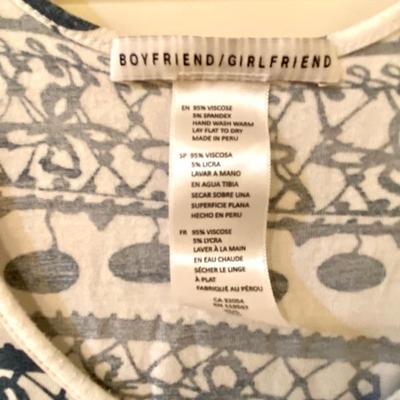 BOYFRIEND/GIRLFRIEND
EN 95% VISCOSE
5% SPANDEX
HAND WASH WARM
LAY FLAT TO DRY
MADE IN PERU
SP 95% VISCOSA
5% LICRA
LAVAR A MANO
EN AGUA TIBIA
SECAR SOBRE UNA
SUPERFICIE PLANA
HECHO EN PERU
FR 95% VISCOSE
5% LYCRA
LAVER À LA MAIN
EN EAU CHAUDE
SÉCHER LE LINGE
À PLAT
FABRIQUÉ AU PÉROU
CA
RN